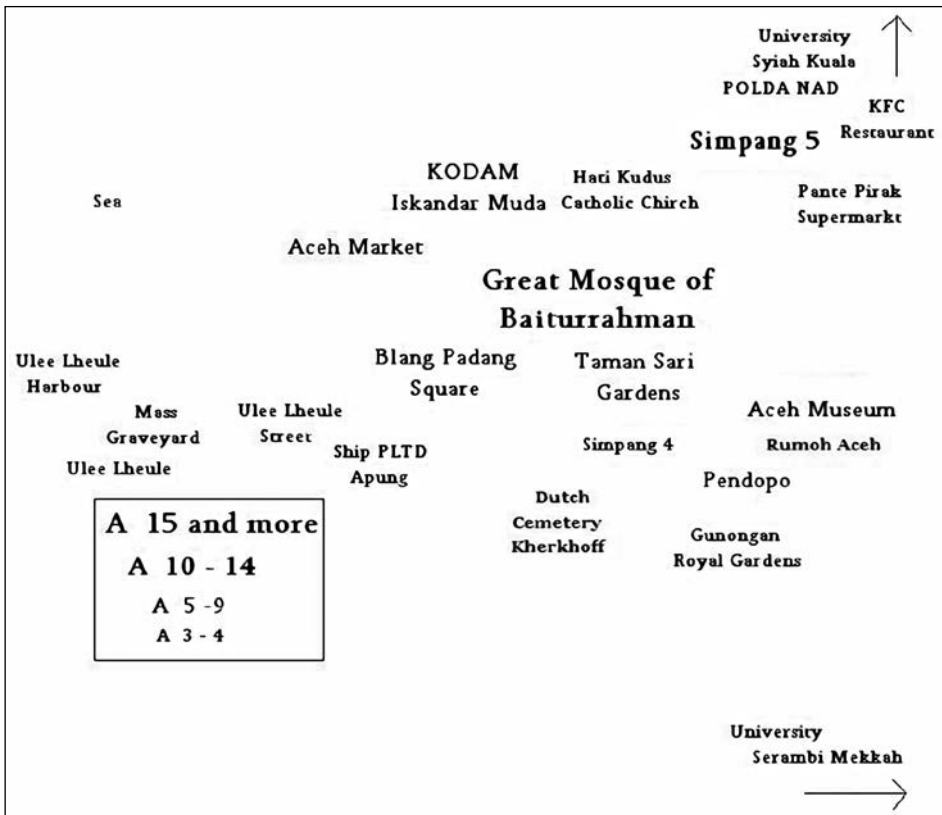 University
Syiah Kuala
POLDA NAD
KFC
Restaurant
Simpang 5
KODAM
Iskandar Muda
Hati Kudus
Catholic Chirch
Pante Pirak
Supermarkt
Sea
Aceh Market
Great Mosque of
Baiturrahman
Ulee Lheule
Harbour
Blang Padang
Square
Taman Sari
Gardens
Mass
Graveyard
Ulee Lheule
Street
Aceh Museum
Ship PLTD
Apung
Simpang 4
Rumoh Aceh
Ulee Lheule
Pendopo
Dutch
Cemetery
Kherkhoff
Gunongan
Royal Gardens
A 15 and more
A 10 - 14
A 5 -9
A 3 - 4
University
Serambi Mekkah